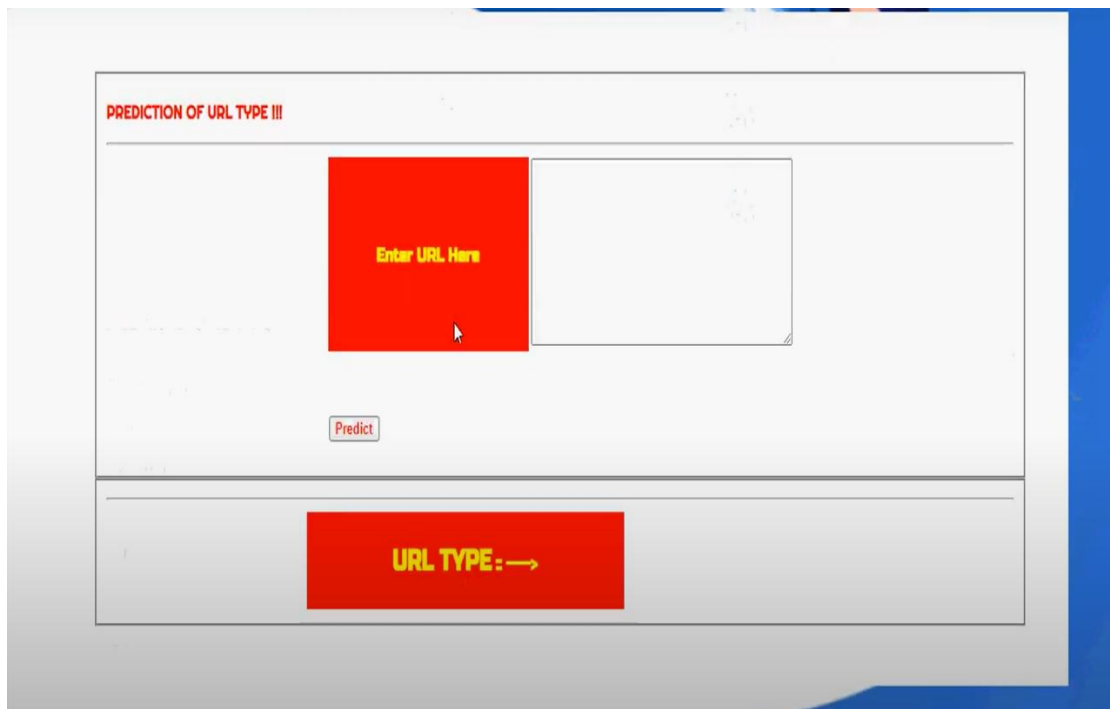 PREDICTION OF URL TYPE !!!
Enter URL Here
Predict
URL TYPE : --->